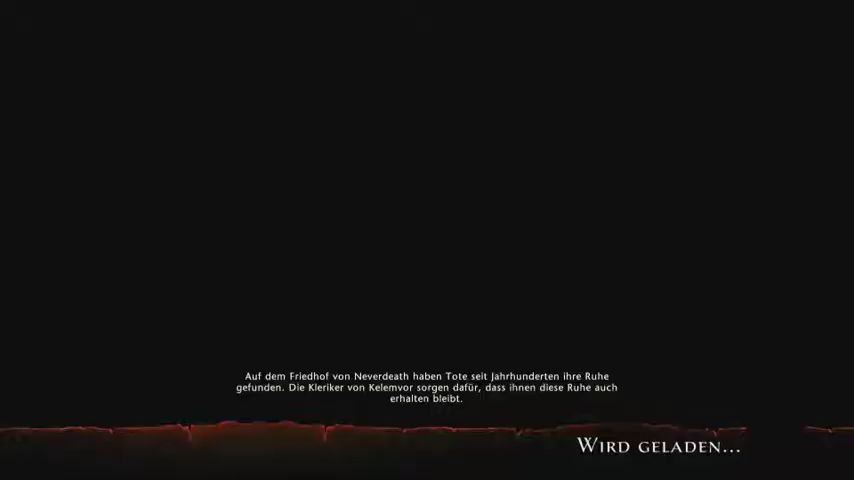 Auf dem Friedhof von Neverdeath haben Tote seit Jahrhunderten ihre Ruhe
gefunden. Die Kleriker von Kelemvor sorgen dafür, dass ihnen diese Ruhe auch
erhalten bleibt.
Wird geladen...